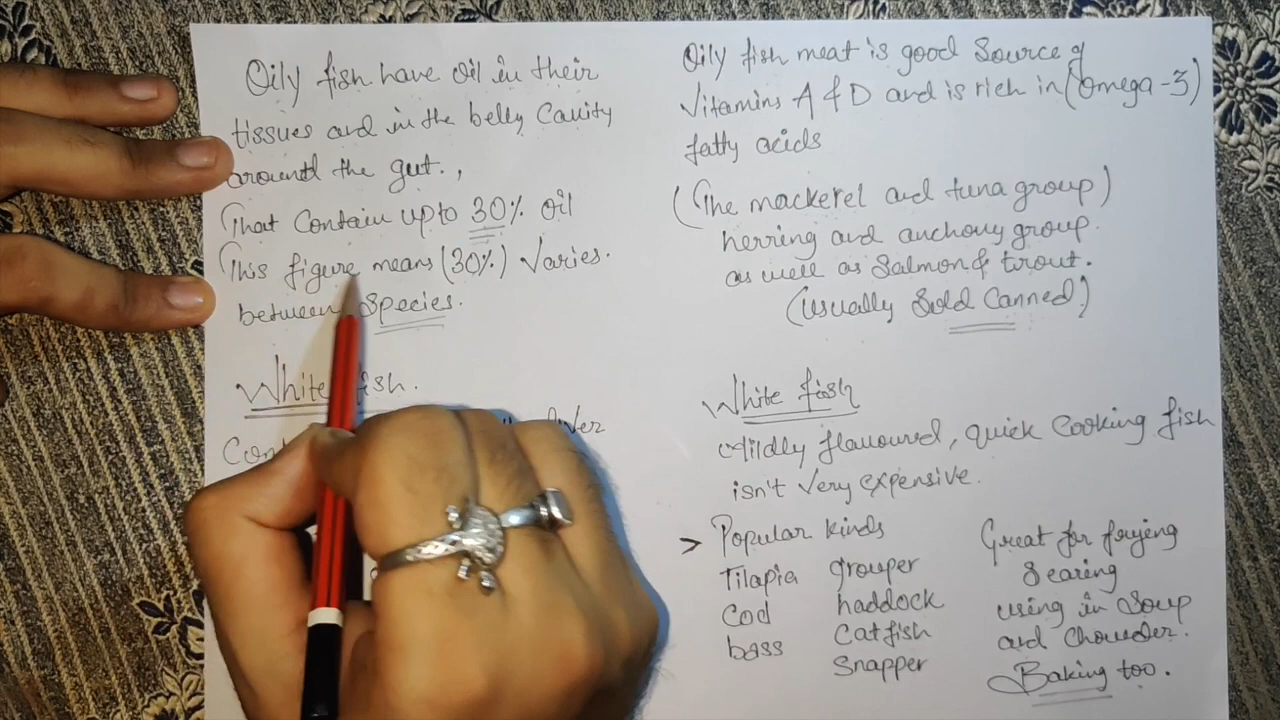 Oily fish have oil in their
tissues and in the belly cavity
around the gut.,
That contain upto 30% oil
This figure means (30%) varies.
between species.
White fish.
liver
Oily fish meat is good source of
vitamins A & D and is rich in (omega-3)
fatty acids
(The mackerel and tuna group)
herring and anchovy group.
as well as salmon & trout.
(usually sold canned)
White fish
Mildly flavoured, quick cooking fish
isn't very expensive.
> Popular kinds
Tilapia grouper
Cod haddock
bass catfish
snapper
Great for fryieng
searing
using in soup
and chowder.
Baking too.